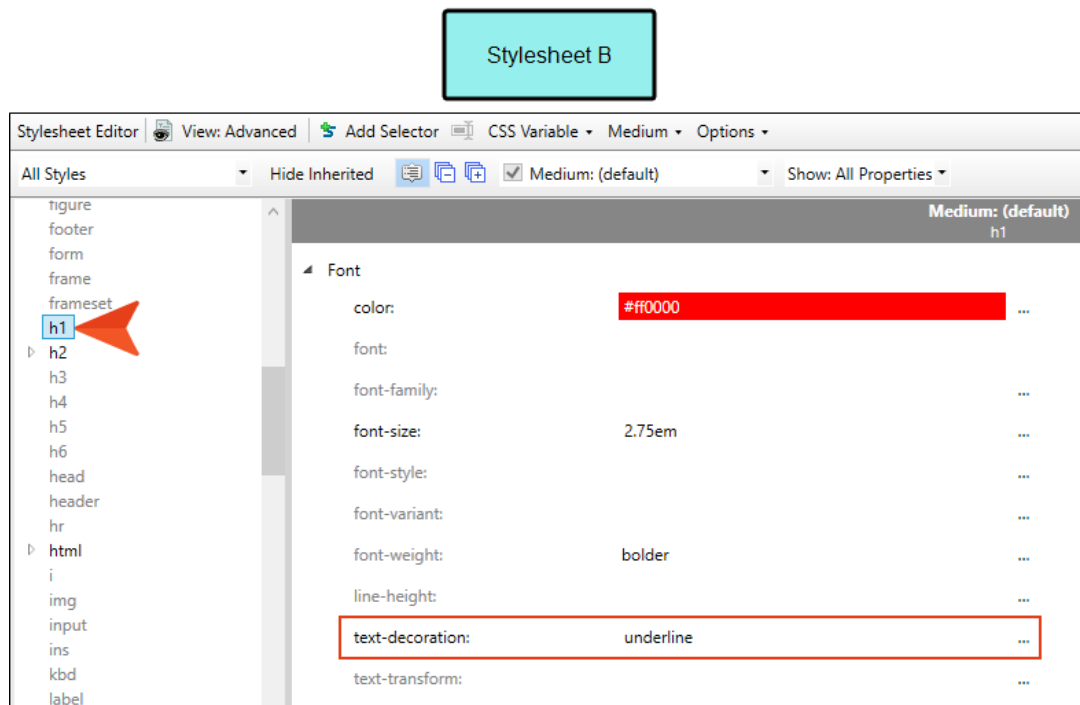 Stylesheet B
Stylesheet Editor View: Advanced Add Selector CSS Variable Medium Options
All Styles Hide Inherited Medium: (default) Show: All Properties
figure
footer
form
frame
frameset
h1
h2
h3
h4
h5
h6
head
header
hr
html
i
img
input
ins
kbd
label
Medium: (default)
h1
Font
color: #ff0000 ...
font:
font-family: ...
font-size: 2.75em ...
font-style: ...
font-variant: ...
font-weight: bolder ...
line-height: ...
text-decoration: underline ...
text-transform: ...